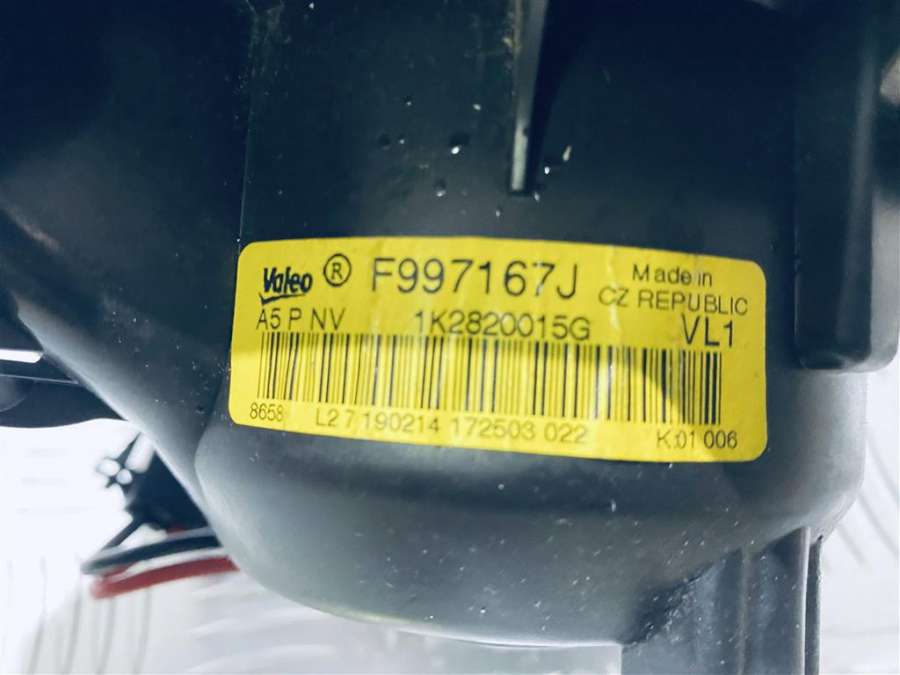 Valeo ® F997167J Made in
CZ REPUBLIC
A5 P NV 1K2820015G VL1
8658 L2 7 190214 172503 022 K:01 006